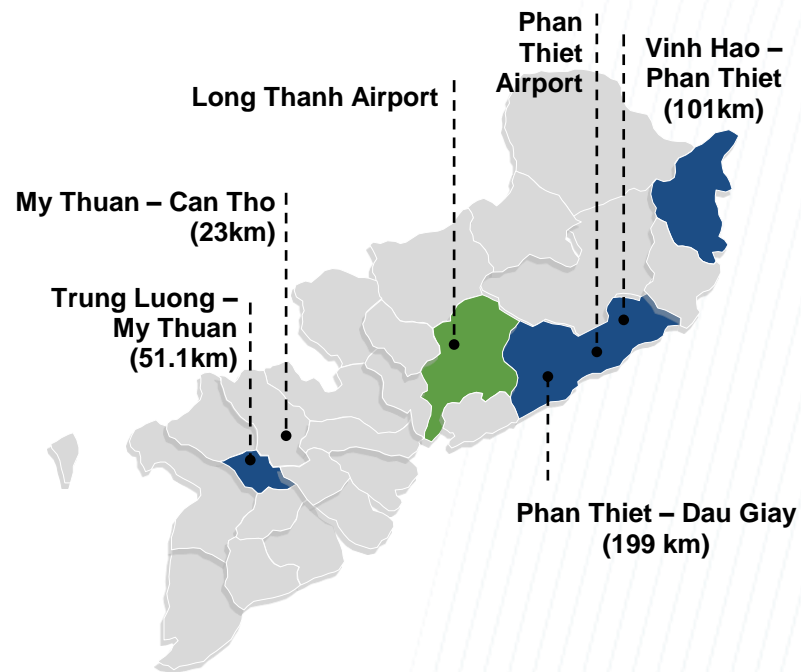 Phan
Thiet
Airport
Vinh Hao –
Phan Thiet
(101km)
Long Thanh Airport
My Thuan – Can Tho
(23km)
Trung Luong –
My Thuan
(51.1km)
Phan Thiet – Dau Giay
(199 km)